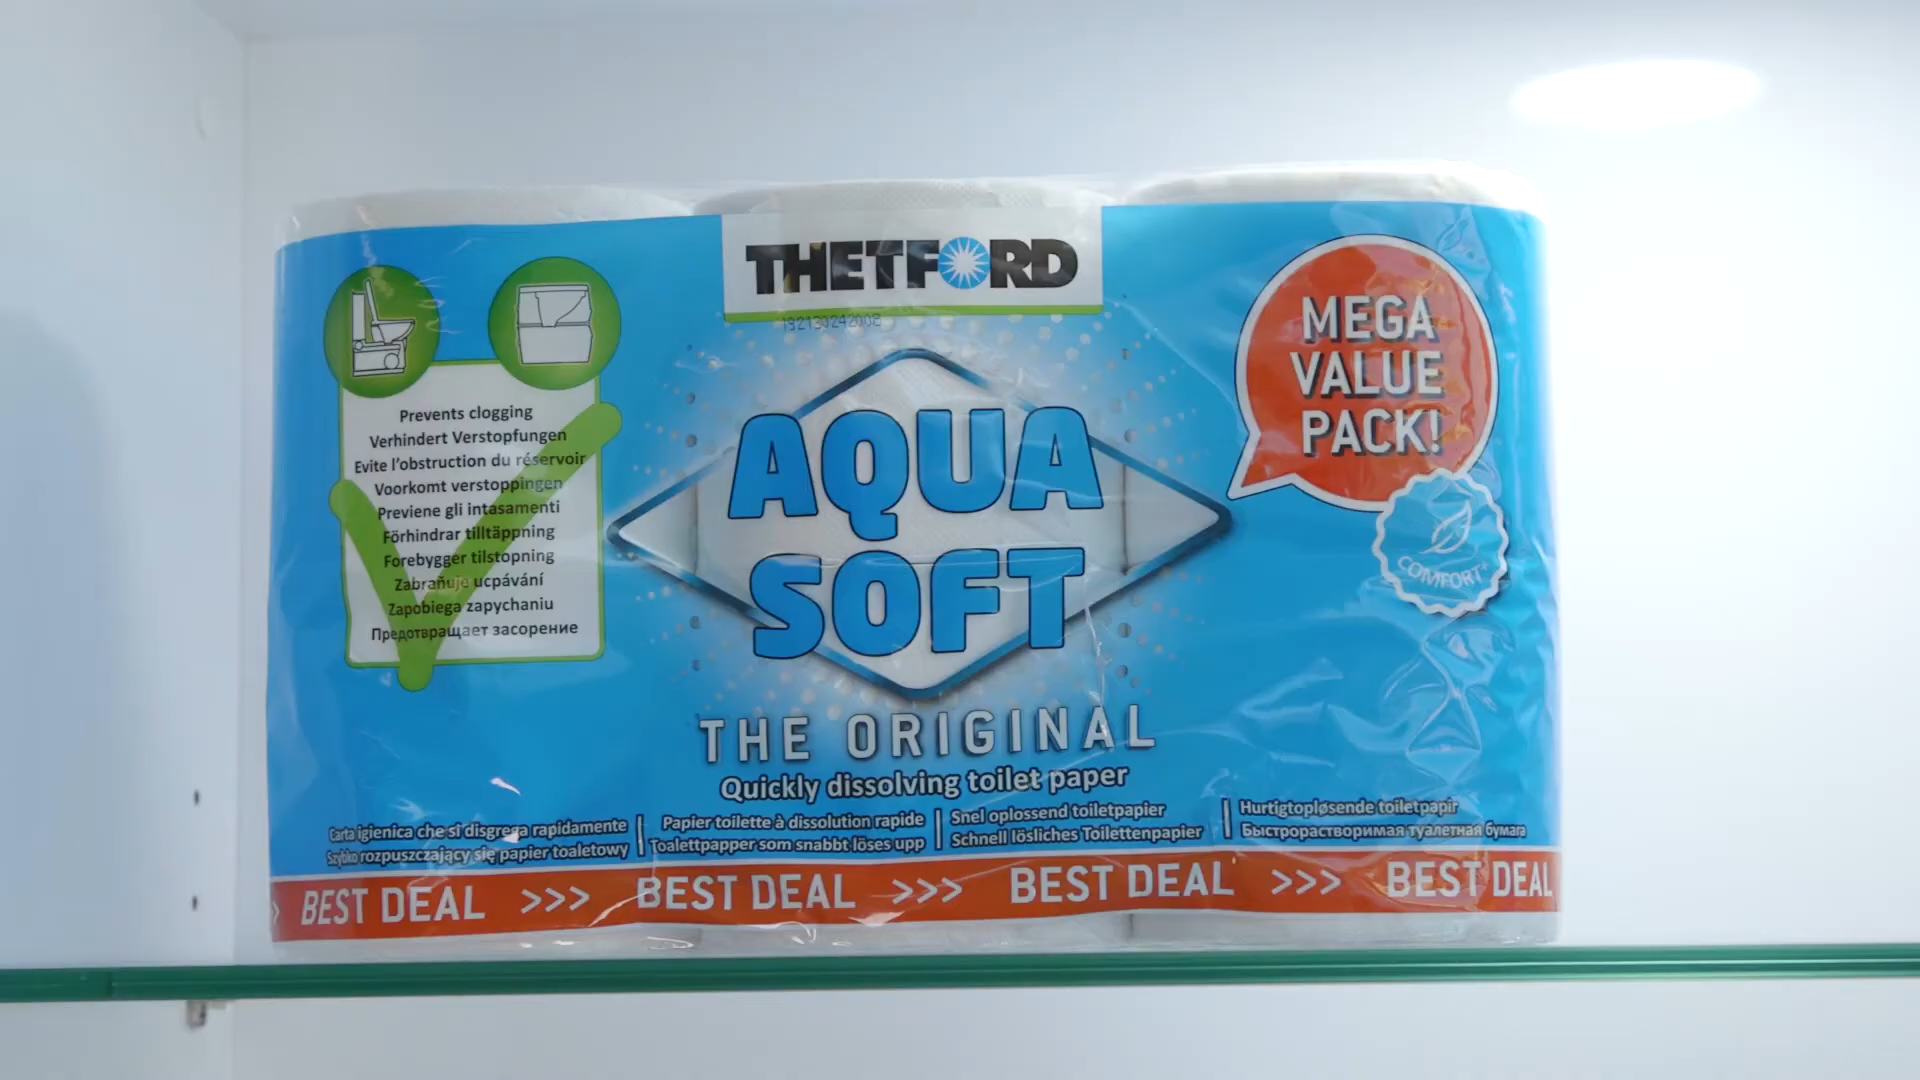 THETFORD
192130242002
Prevents clogging
Verhindert Verstopfungen
Evite l'obstruction du réservoir
Voorkomt verstoppingen
Previene gli intasamenti
Förhindrar tilltäppning
Forebygger tilstopning
Zabraňuje ucpávání
Zapobiega zapychaniu
Предотвращает засорение
AQUA
SOFT
MEGA
VALUE
PACK!
COMFORT+
THE ORIGINAL
Quickly dissolving toilet paper
Carta igienica che si disgrega rapidamente
Szybko rozpuszczający się papier toaletowy
Papier toilette à dissolution rapide
Toalettpapper som snabbt löses upp
Snel oplossend toiletpapier
Schnell lösliches Toilettenpapier
Hurtigtopløsende toiletpapir
Быстрорастворимая туалетная бумага
> BEST DEAL >>> BEST DEAL >>> BEST DEAL >>> BEST DEAL